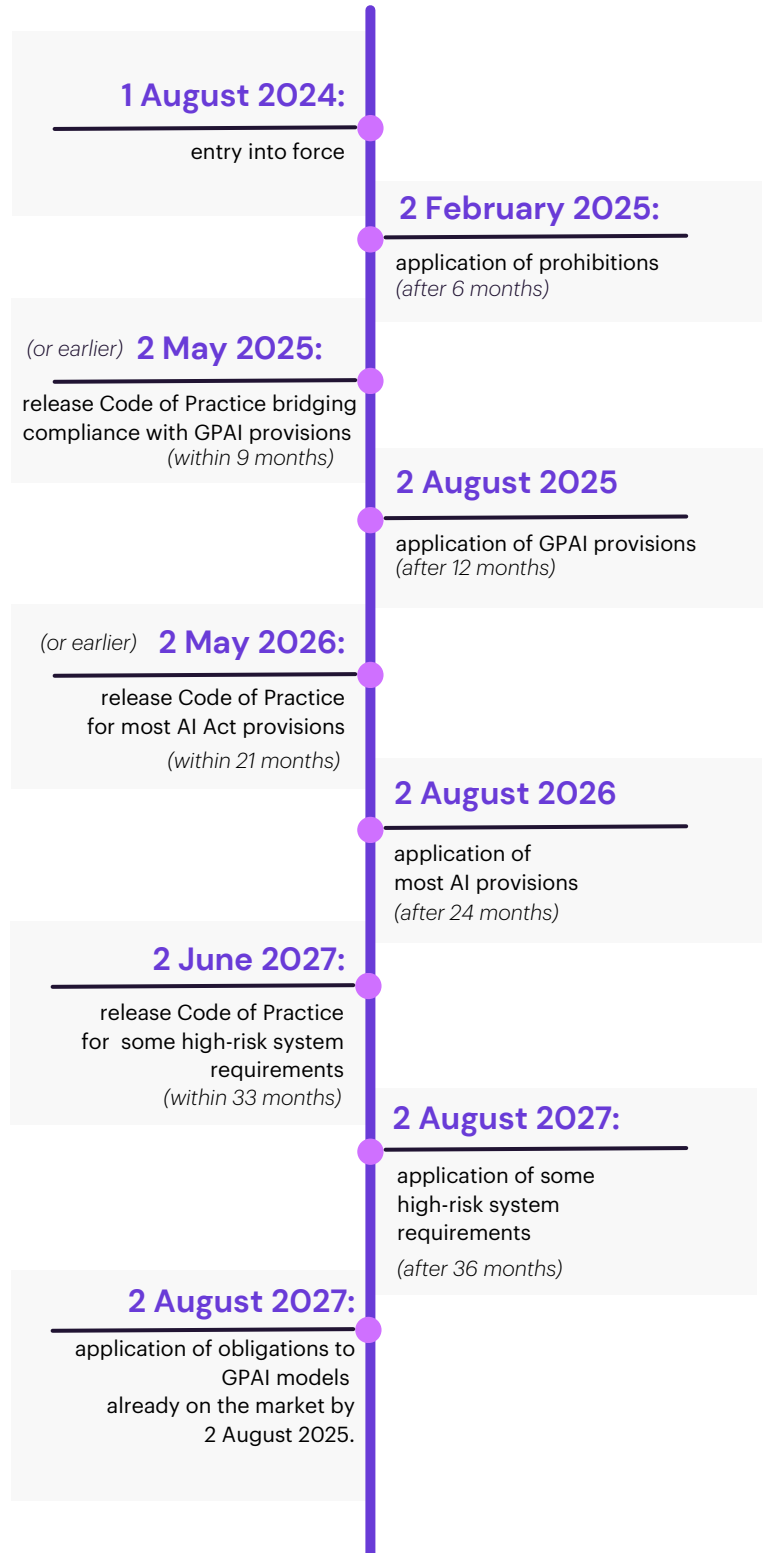 1 August 2024:
entry into force
2 February 2025:
application of prohibitions
(after 6 months)
(or earlier) 2 May 2025:
release Code of Practice bridging
compliance with GPAI provisions
(within 9 months)
2 August 2025
application of GPAI provisions
(after 12 months)
(or earlier) 2 May 2026:
release Code of Practice
for most AI Act provisions
(within 21 months)
2 August 2026
application of
most AI provisions
(after 24 months)
2 June 2027:
release Code of Practice
for some high-risk system
requirements
(within 33 months)
2 August 2027:
application of some
high-risk system
requirements
(after 36 months)
2 August 2027:
application of obligations to
GPAI models
already on the market by
2 August 2025.